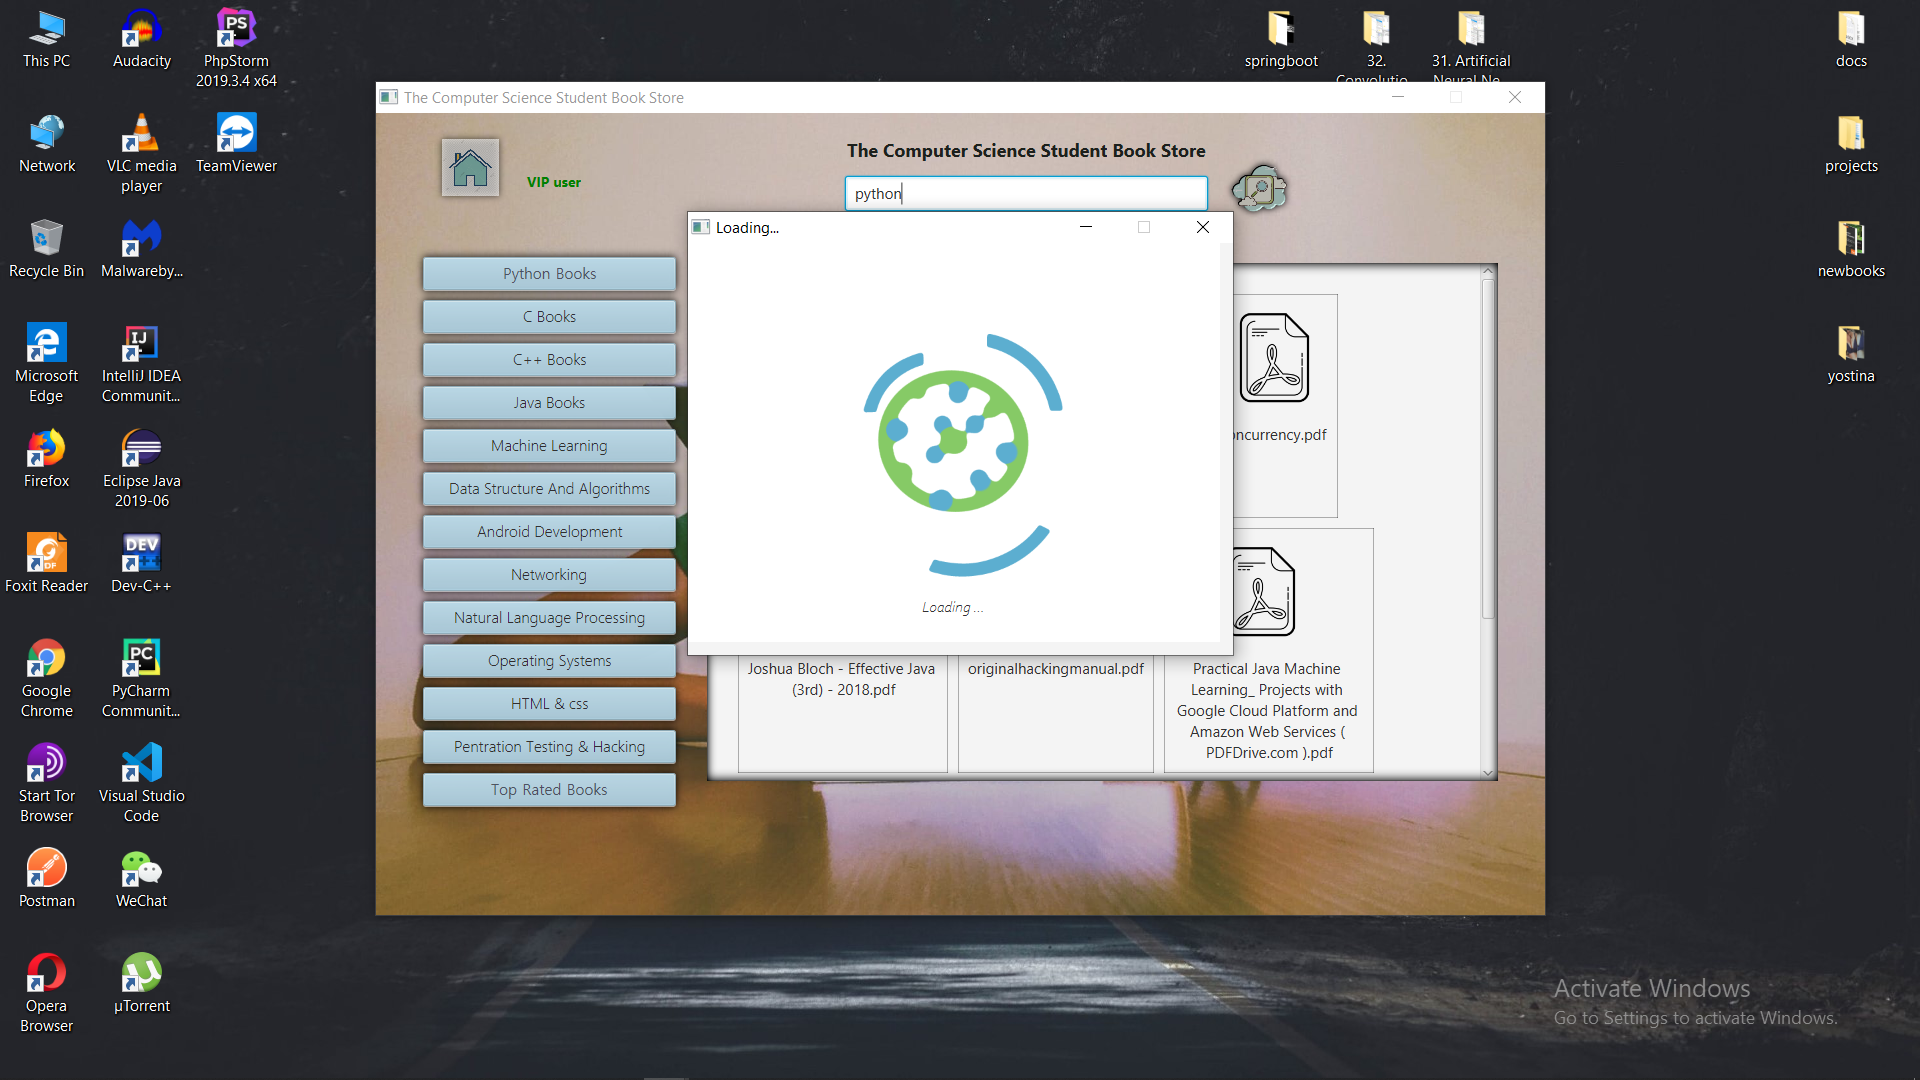 This PC
Audacity
PhpStorm
2019.3.4 x64
springboot
32.
Convolutio...
31. Artificial
Neural Ne...
docs
The Computer Science Student Book Store
Network
VLC media
player
TeamViewer
projects
VIP user
The Computer Science Student Book Store
python
Recycle Bin
Malwareby...
newbooks
Loading...
Python Books
C Books
C++ Books
Java Books
Machine Learning
Data Structure And Algorithms
Android Development
Networking
Natural Language Processing
Operating Systems
HTML & css
Pentration Testing & Hacking
Top Rated Books
Loading ...
oncurrency.pdf
Joshua Bloch - Effective Java
(3rd) - 2018.pdf
originalhackingmanual.pdf
Practical Java Machine
Learning_ Projects with
Google Cloud Platform and
Amazon Web Services (
PDFDrive.com ).pdf
Microsoft
Edge
IntelliJ IDEA
Communit...
yostina
Firefox
Eclipse Java
2019-06
Foxit Reader
Dev-C++
Google
Chrome
PyCharm
Communit...
Start Tor
Browser
Visual Studio
Code
Postman
WeChat
Opera
Browser
µTorrent
Activate Windows
Go to Settings to activate Windows.